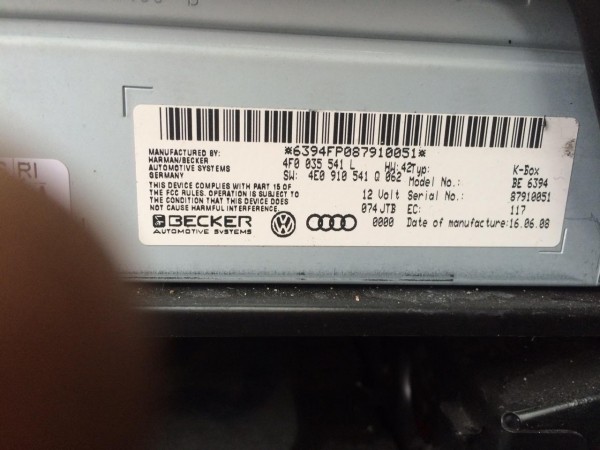 RI
*6394FP087910051*
MANUFACTURED BY:
HARMAN/BECKER
AUTOMOTIVE SYSTEMS
GERMANY
4F0 035 541 L HW:42 Typ: K-Box
SW: 4E0 910 541 Q 032 Model No.: BE 6394
THIS DEVICE COMPLIES WITH PART 15 OF
THE FCC RULES. OPERATION IS SUBJECT
TO THE CONDITION THAT THIS DEVICE DOES
NOT CAUSE HARMFUL INTERFERENCE
12 Volt Serial No.: 87910051
074 JTB EC: 117
0000 Date of manufacture: 16.06.08
BECKER
AUTOMOTIVE SYSTEMS